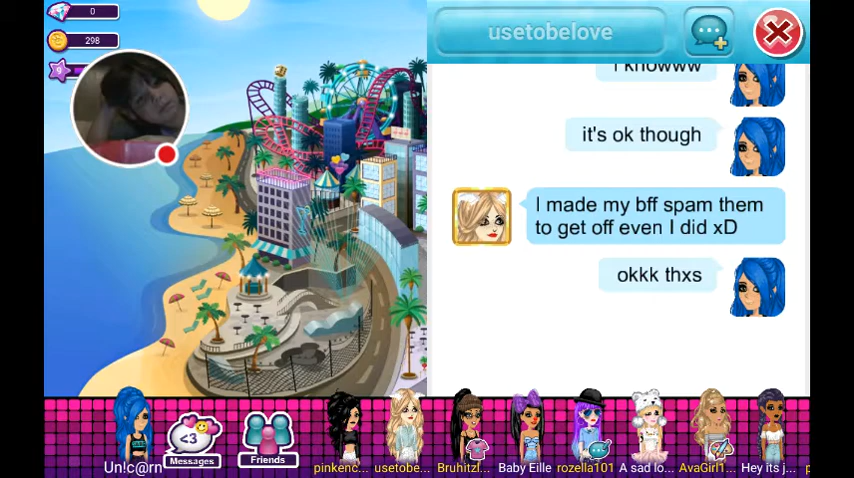 0
298
9
usetobelove
I knowww
it's ok though
I made my bff spam them
to get off even I did xD
okkk thxs
<3
Messages
Friends
Un!c@rn
pinkenc...
usetobe...
Bruhitzl...
Baby Eille
rozella101
A sad lo...
AvaGirl1...
Hey its j...